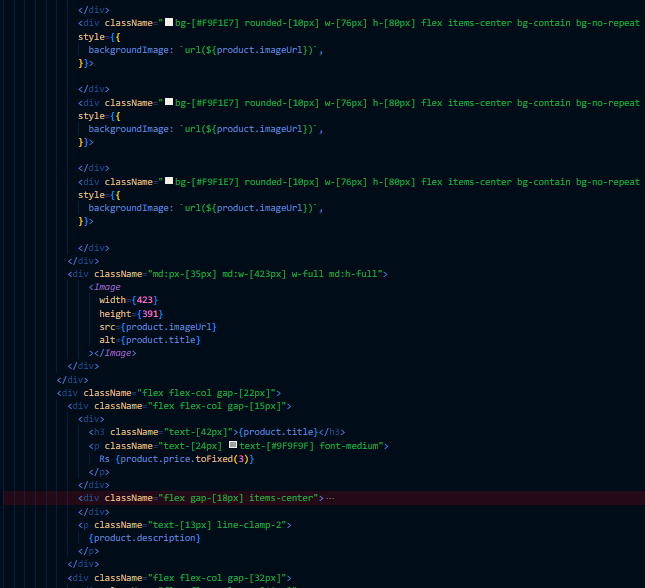 </div>
<div className="bg-[#F9F1E7] rounded-[10px] w-[76px] h-[80px] flex items-center bg-contain bg-no-repeat
style={{
backgroundImage: `url(${product.imageUrl})`,
}}>
</div>
<div className="bg-[#F9F1E7] rounded-[10px] w-[76px] h-[80px] flex items-center bg-contain bg-no-repeat
style={{
backgroundImage: `url(${product.imageUrl})`,
}}>
</div>
<div className="bg-[#F9F1E7] rounded-[10px] w-[76px] h-[80px] flex items-center bg-contain bg-no-repeat
style={{
backgroundImage: `url(${product.imageUrl})`,
}}>
</div>
</div>
<div className="md:px-[35px] md:w-[423px] w-full md:h-full">
<Image
width={423}
height={391}
src={product.imageUrl}
alt={product.title}
></Image>
</div>
</div>
<div className="flex flex-col gap-[22px]">
<div className="flex flex-col gap-[15px]">
<div>
<h3 className="text-[42px]">{product.title}</h3>
<p className="text-[24px] text-[#9F9F9F] font-medium">
Rs {product.price.toFixed(3)}
</p>
</div>
<div className="flex gap-[18px] items-center">…
</div>
<p className="text-[13px] line-clamp-2">
{product.description}
</p>
</div>
<div className="flex flex-col gap-[32px]">